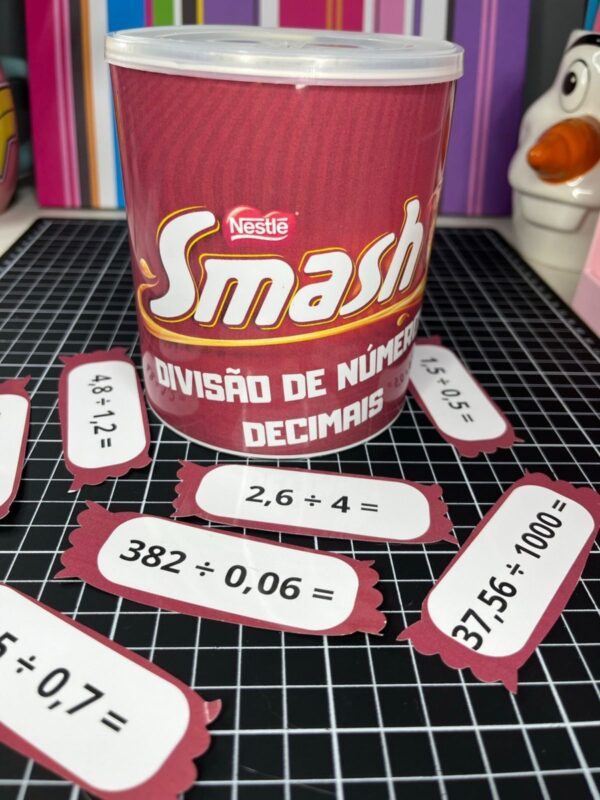 Nestlé
Smash
DIVISÃO DE NÚMER
DECIMAIS
4,8 ÷ 1,2 =
1,5 ÷ 0,5 =
2,6 ÷ 4 =
382 ÷ 0,06 =
37,56 ÷ 1000 =
5 ÷ 0,7 =